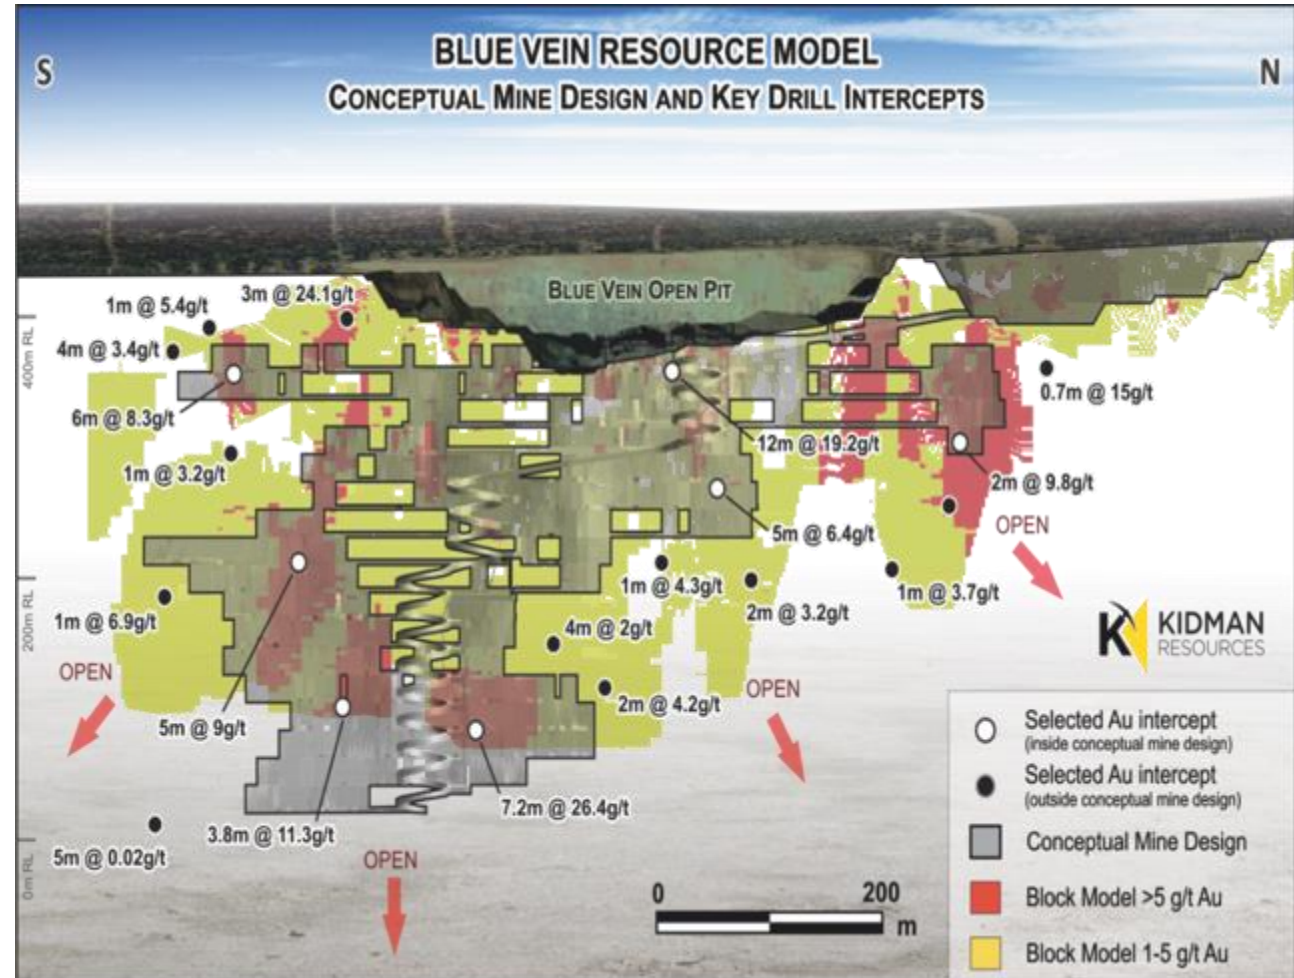 BLUE VEIN RESOURCE MODEL
CONCEPTUAL MINE DESIGN AND KEY DRILL INTERCEPTS
S
N
BLUE VEIN OPEN PIT
3m @ 24.1g/t
1m @ 5.4g/t
4m @ 3.4g/t
400m RL
0.7m @ 15g/t
6m @ 8.3g/t
12m @ 19.2g/t
1m @ 3.2g/t
2m @ 9.8g/t
OPEN
5m @ 6.4g/t
1m @ 4.3g/t
1m @ 3.7g/t
2m @ 3.2g/t
200m RL
1m @ 6.9g/t
4m @ 2g/t
KIDMAN
RESOURCES
OPEN
OPEN
2m @ 4.2g/t
5m @ 9g/t
7.2m @ 26.4g/t
3.8m @ 11.3g/t
5m @ 0.02g/t
OPEN
0m RL
0 200
m
Selected Au intercept
(inside conceptual mine design)
Selected Au intercept
(outside conceptual mine design)
Conceptual Mine Design
Block Model >5 g/t Au
Block Model 1-5 g/t Au